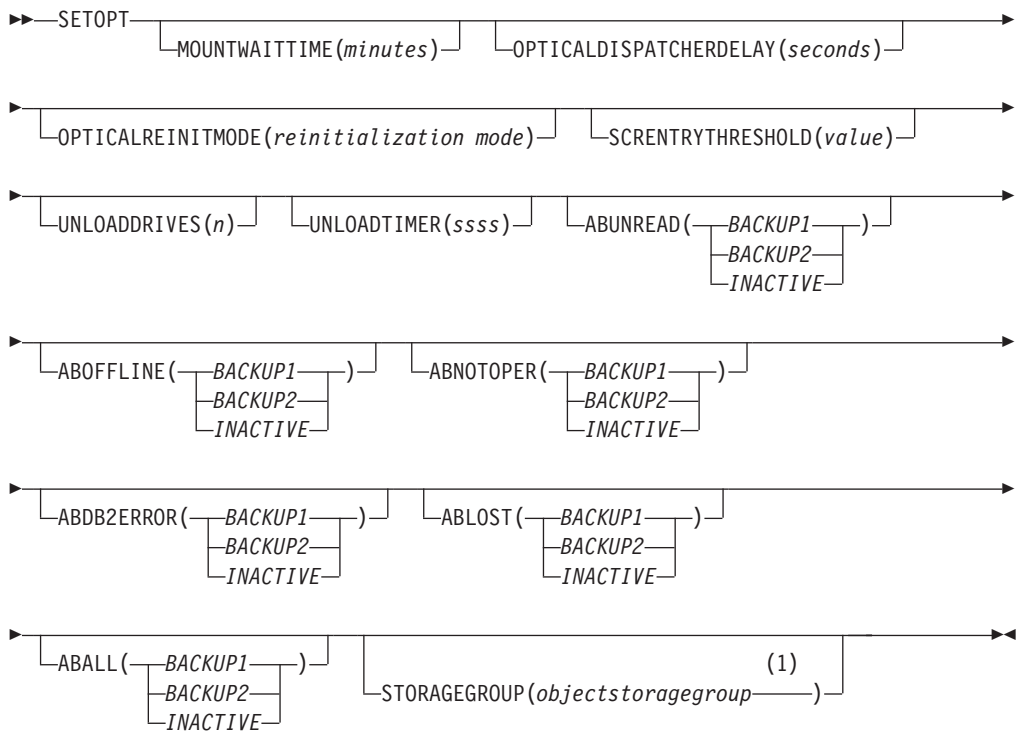 SETOPT
MOUNTWAITTIME(minutes) OPTICALDISPATCHERDELAY(seconds)
OPTICALREINITMODE(reinitialization mode) SCRENTRYTHRESHOLD(value)
UNLOADDRIVES(n) UNLOADTIMER(ssss) ABUNREAD( BACKUP1 )
BACKUP2
INACTIVE
ABOFFLINE( BACKUP1 ) ABNOTOPER( BACKUP1 )
BACKUP2 BACKUP2
INACTIVE INACTIVE
ABDB2ERROR( BACKUP1 ) ABLOST( BACKUP1 )
BACKUP2 BACKUP2
INACTIVE INACTIVE
ABALL( BACKUP1 ) (1)
BACKUP2 STORAGEGROUP(objectstoragegroup )
INACTIVE